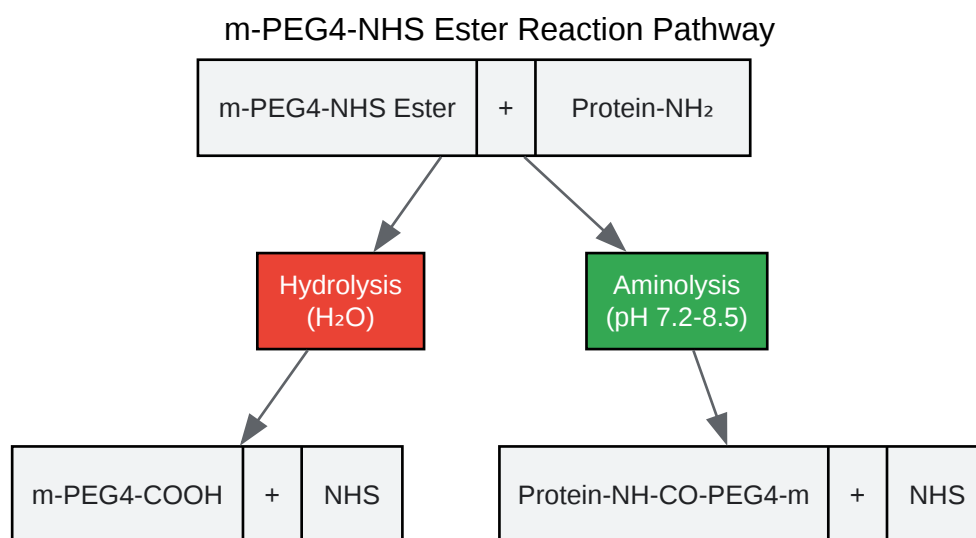 m-PEG4-NHS Ester Reaction Pathway
m-PEG4-NHS Ester + Protein-NH₂
Hydrolysis
(H₂O)
Aminolysis
(pH 7.2-8.5)
m-PEG4-COOH + NHS
Protein-NH-CO-PEG4-m + NHS